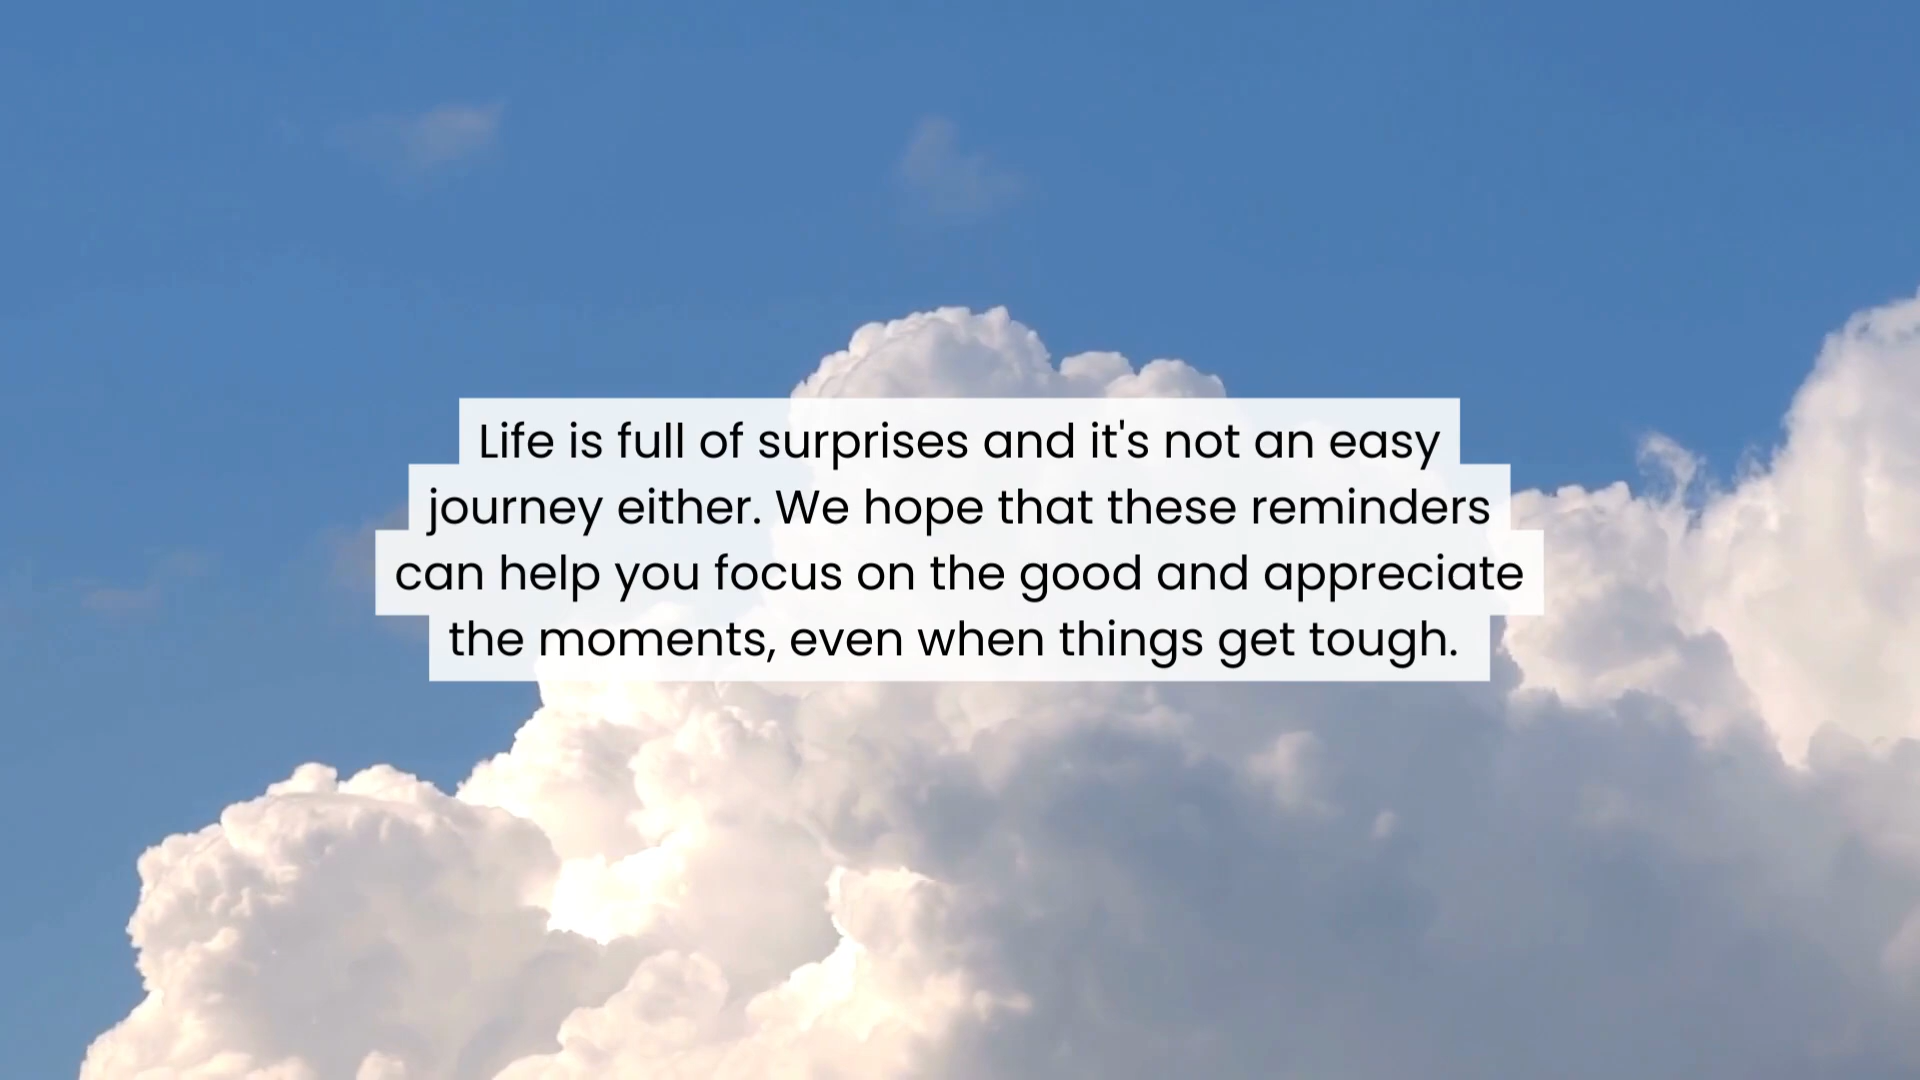 Life is full of surprises and it's not an easy
journey either. We hope that these reminders
can help you focus on the good and appreciate
the moments, even when things get tough.